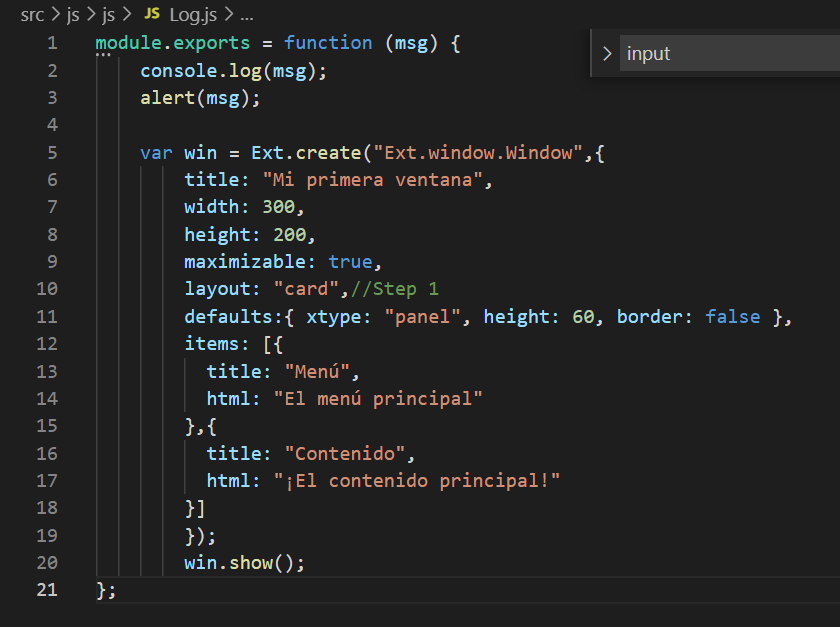 src > js > js > JS Log.js > ...
input
1 module.exports = function (msg) {
2     console.log(msg);
3     alert(msg);
4
5     var win = Ext.create("Ext.window.Window",{
6         title: "Mi primera ventana",
7         width: 300,
8         height: 200,
9         maximizable: true,
10         layout: "card",//Step 1
11         defaults:{ xtype: "panel", height: 60, border: false },
12         items: [{
13           title: "Menú",
14           html: "El menú principal"
15         },{
16           title: "Contenido",
17           html: "¡El contenido principal!"
18         }]
19         });
20         win.show();
21 };